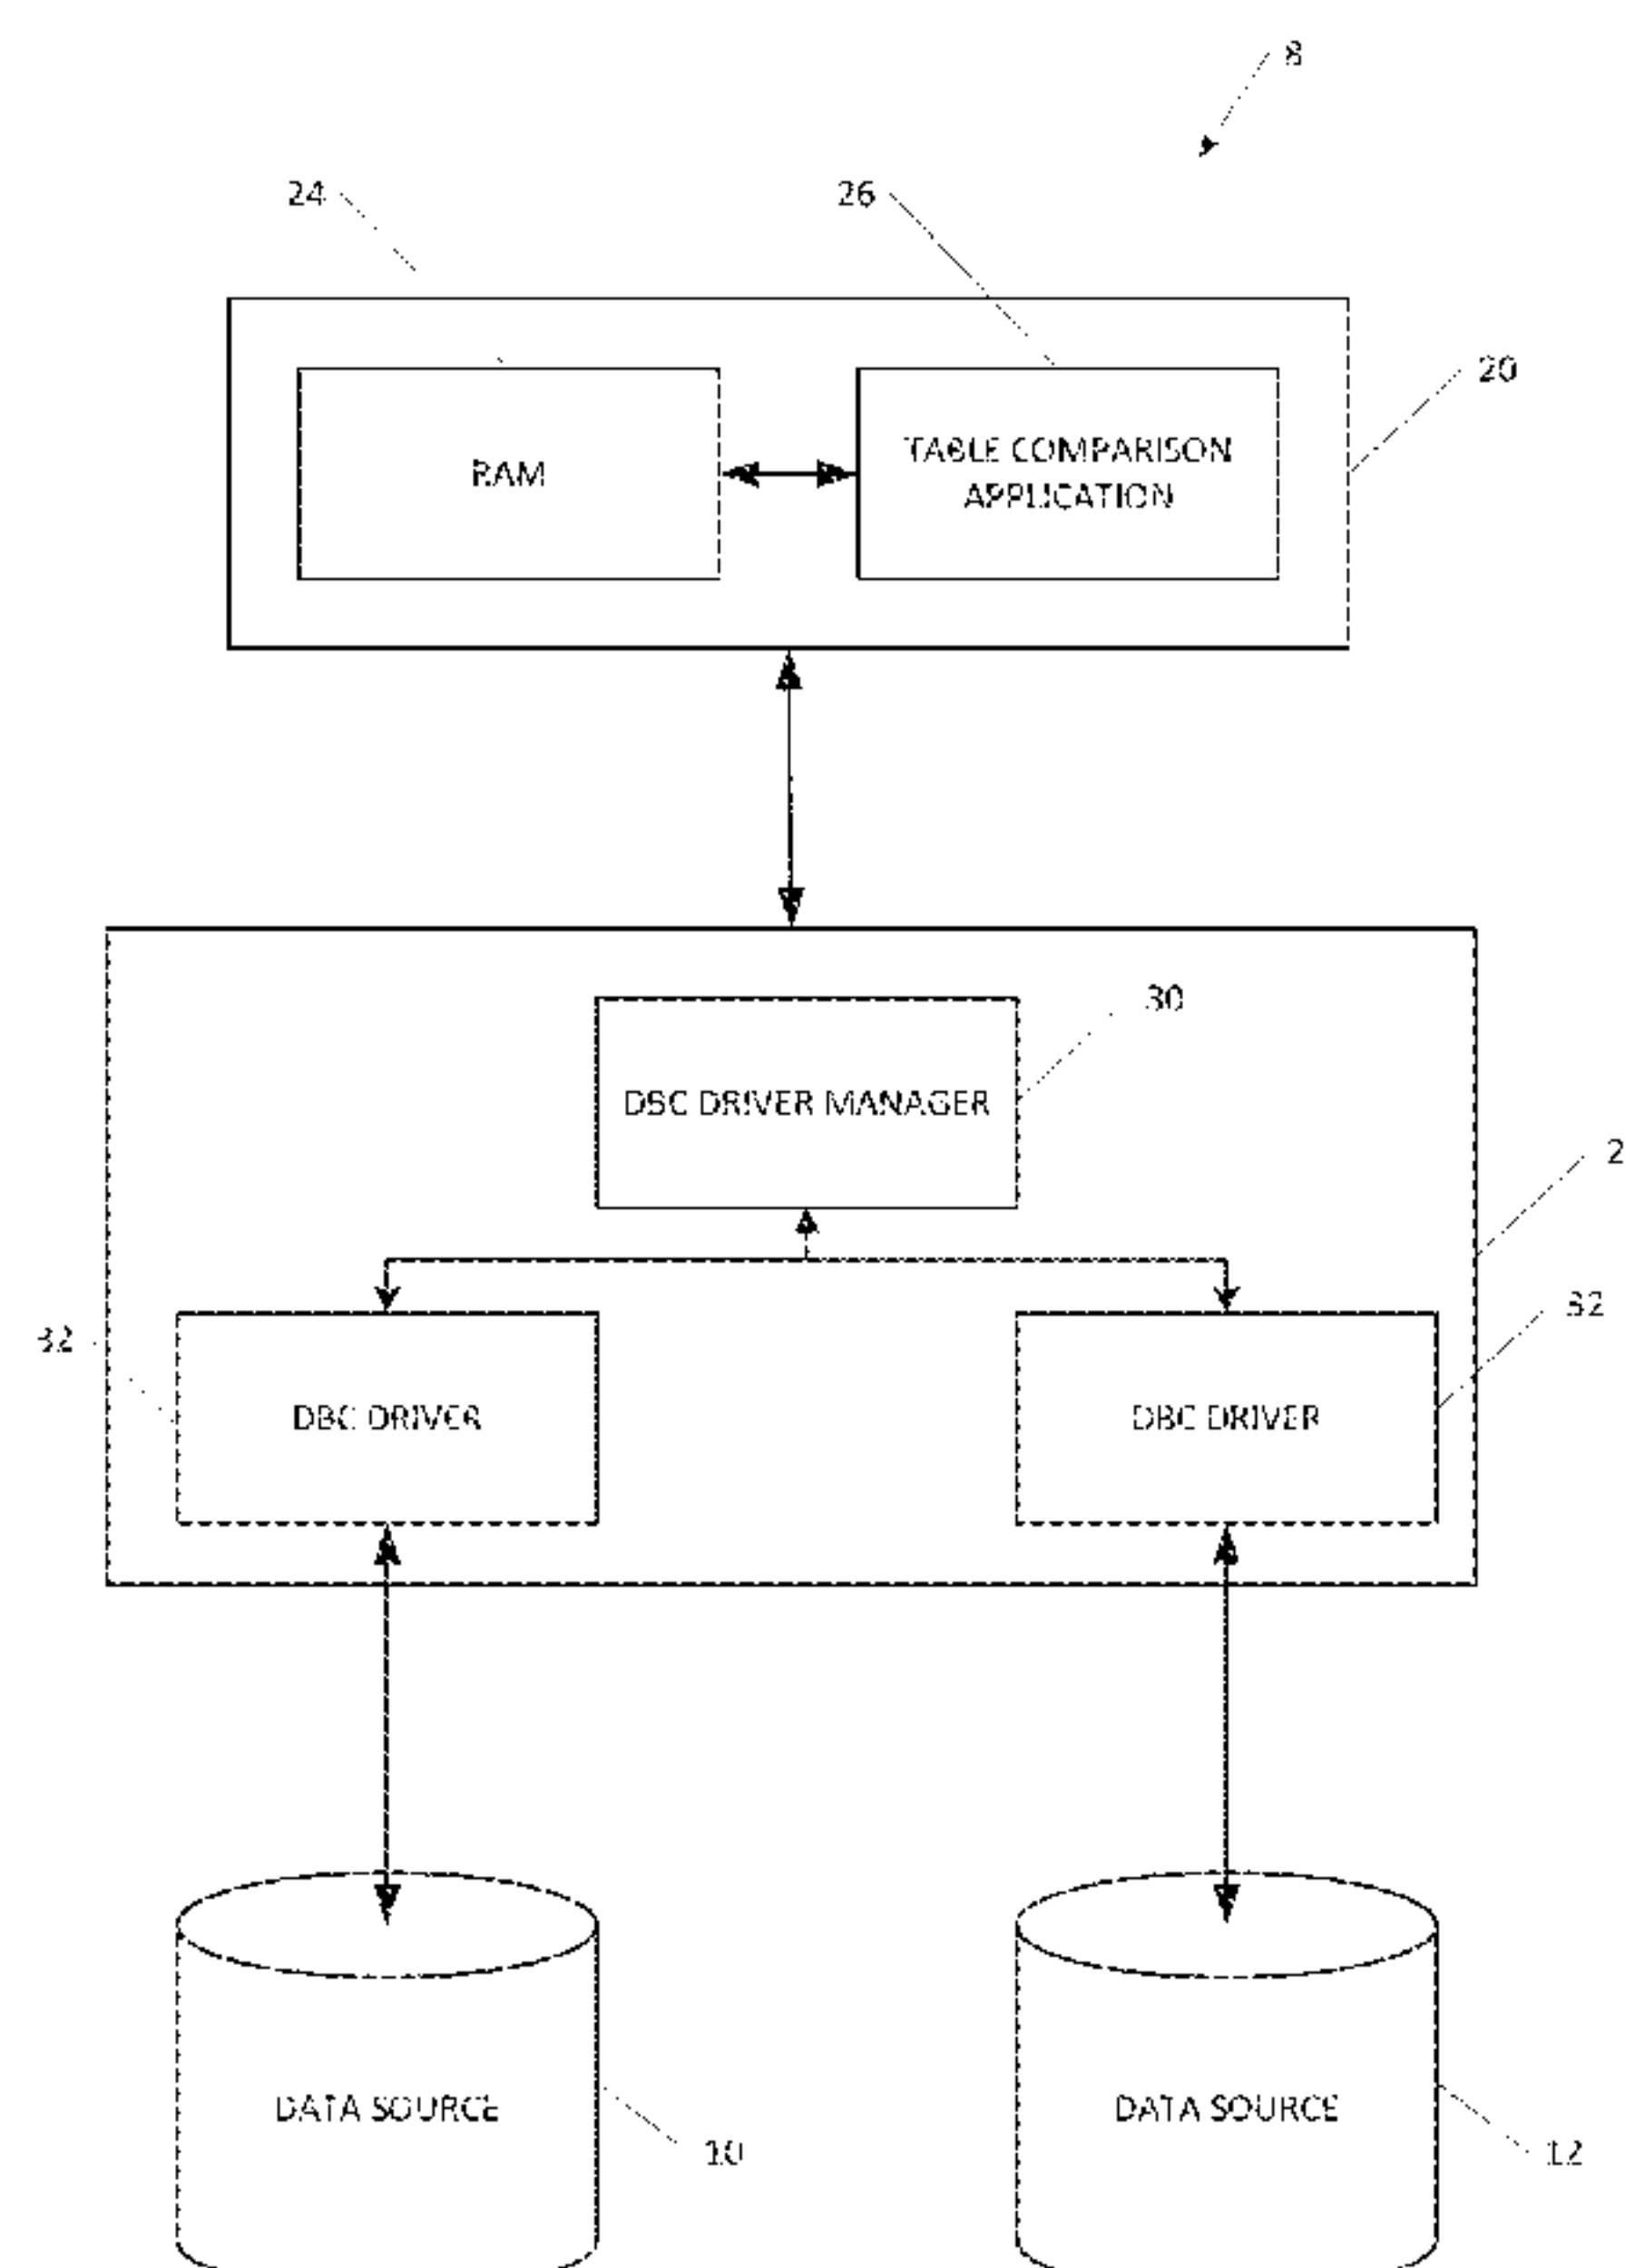 8
24
26
20
RAM
TABLE COMPARISON
APPLICATION
30
DBC DRIVER MANAGER
2
32
32
DBC DRIVER
DBC DRIVER
DATA SOURCE
DATA SOURCE
10
12